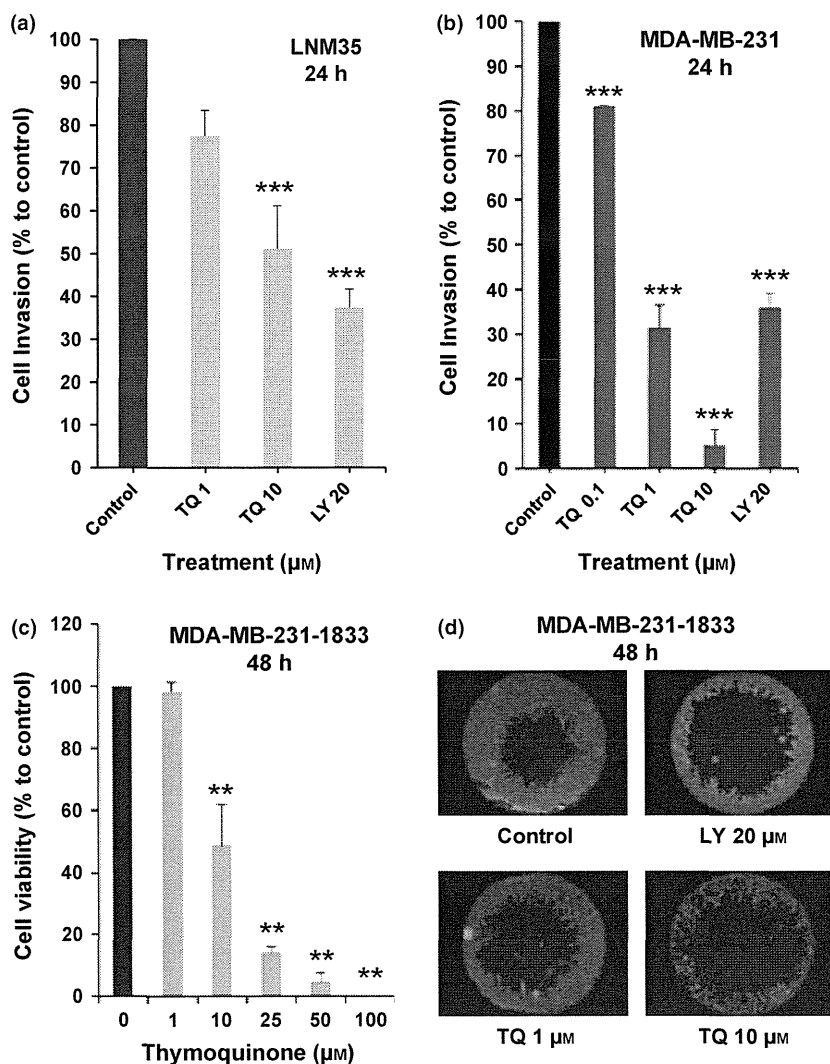 (a)
LNM35
24 h
Cell Invasion (% to control)
100
90
80
70
60
50
40
30
20
10
0
***
***
Control
TQ 1
TQ 10
LY 20
Treatment (µM)
(b)
MDA-MB-231
24 h
Cell Invasion (% to control)
100
90
80
70
60
50
40
30
20
10
0
***
***
***
***
Control
TQ 0.1
TQ 1
TQ 10
LY 20
Treatment (µM)
(c)
MDA-MB-231-1833
48 h
Cell viability (% to control)
120
100
80
60
40
20
0
**
**
**
**
0 1 10 25 50 100
Thymoquinone (µM)
(d)
MDA-MB-231-1833
48 h
Control
LY 20 µM
TQ 1 µM
TQ 10 µM